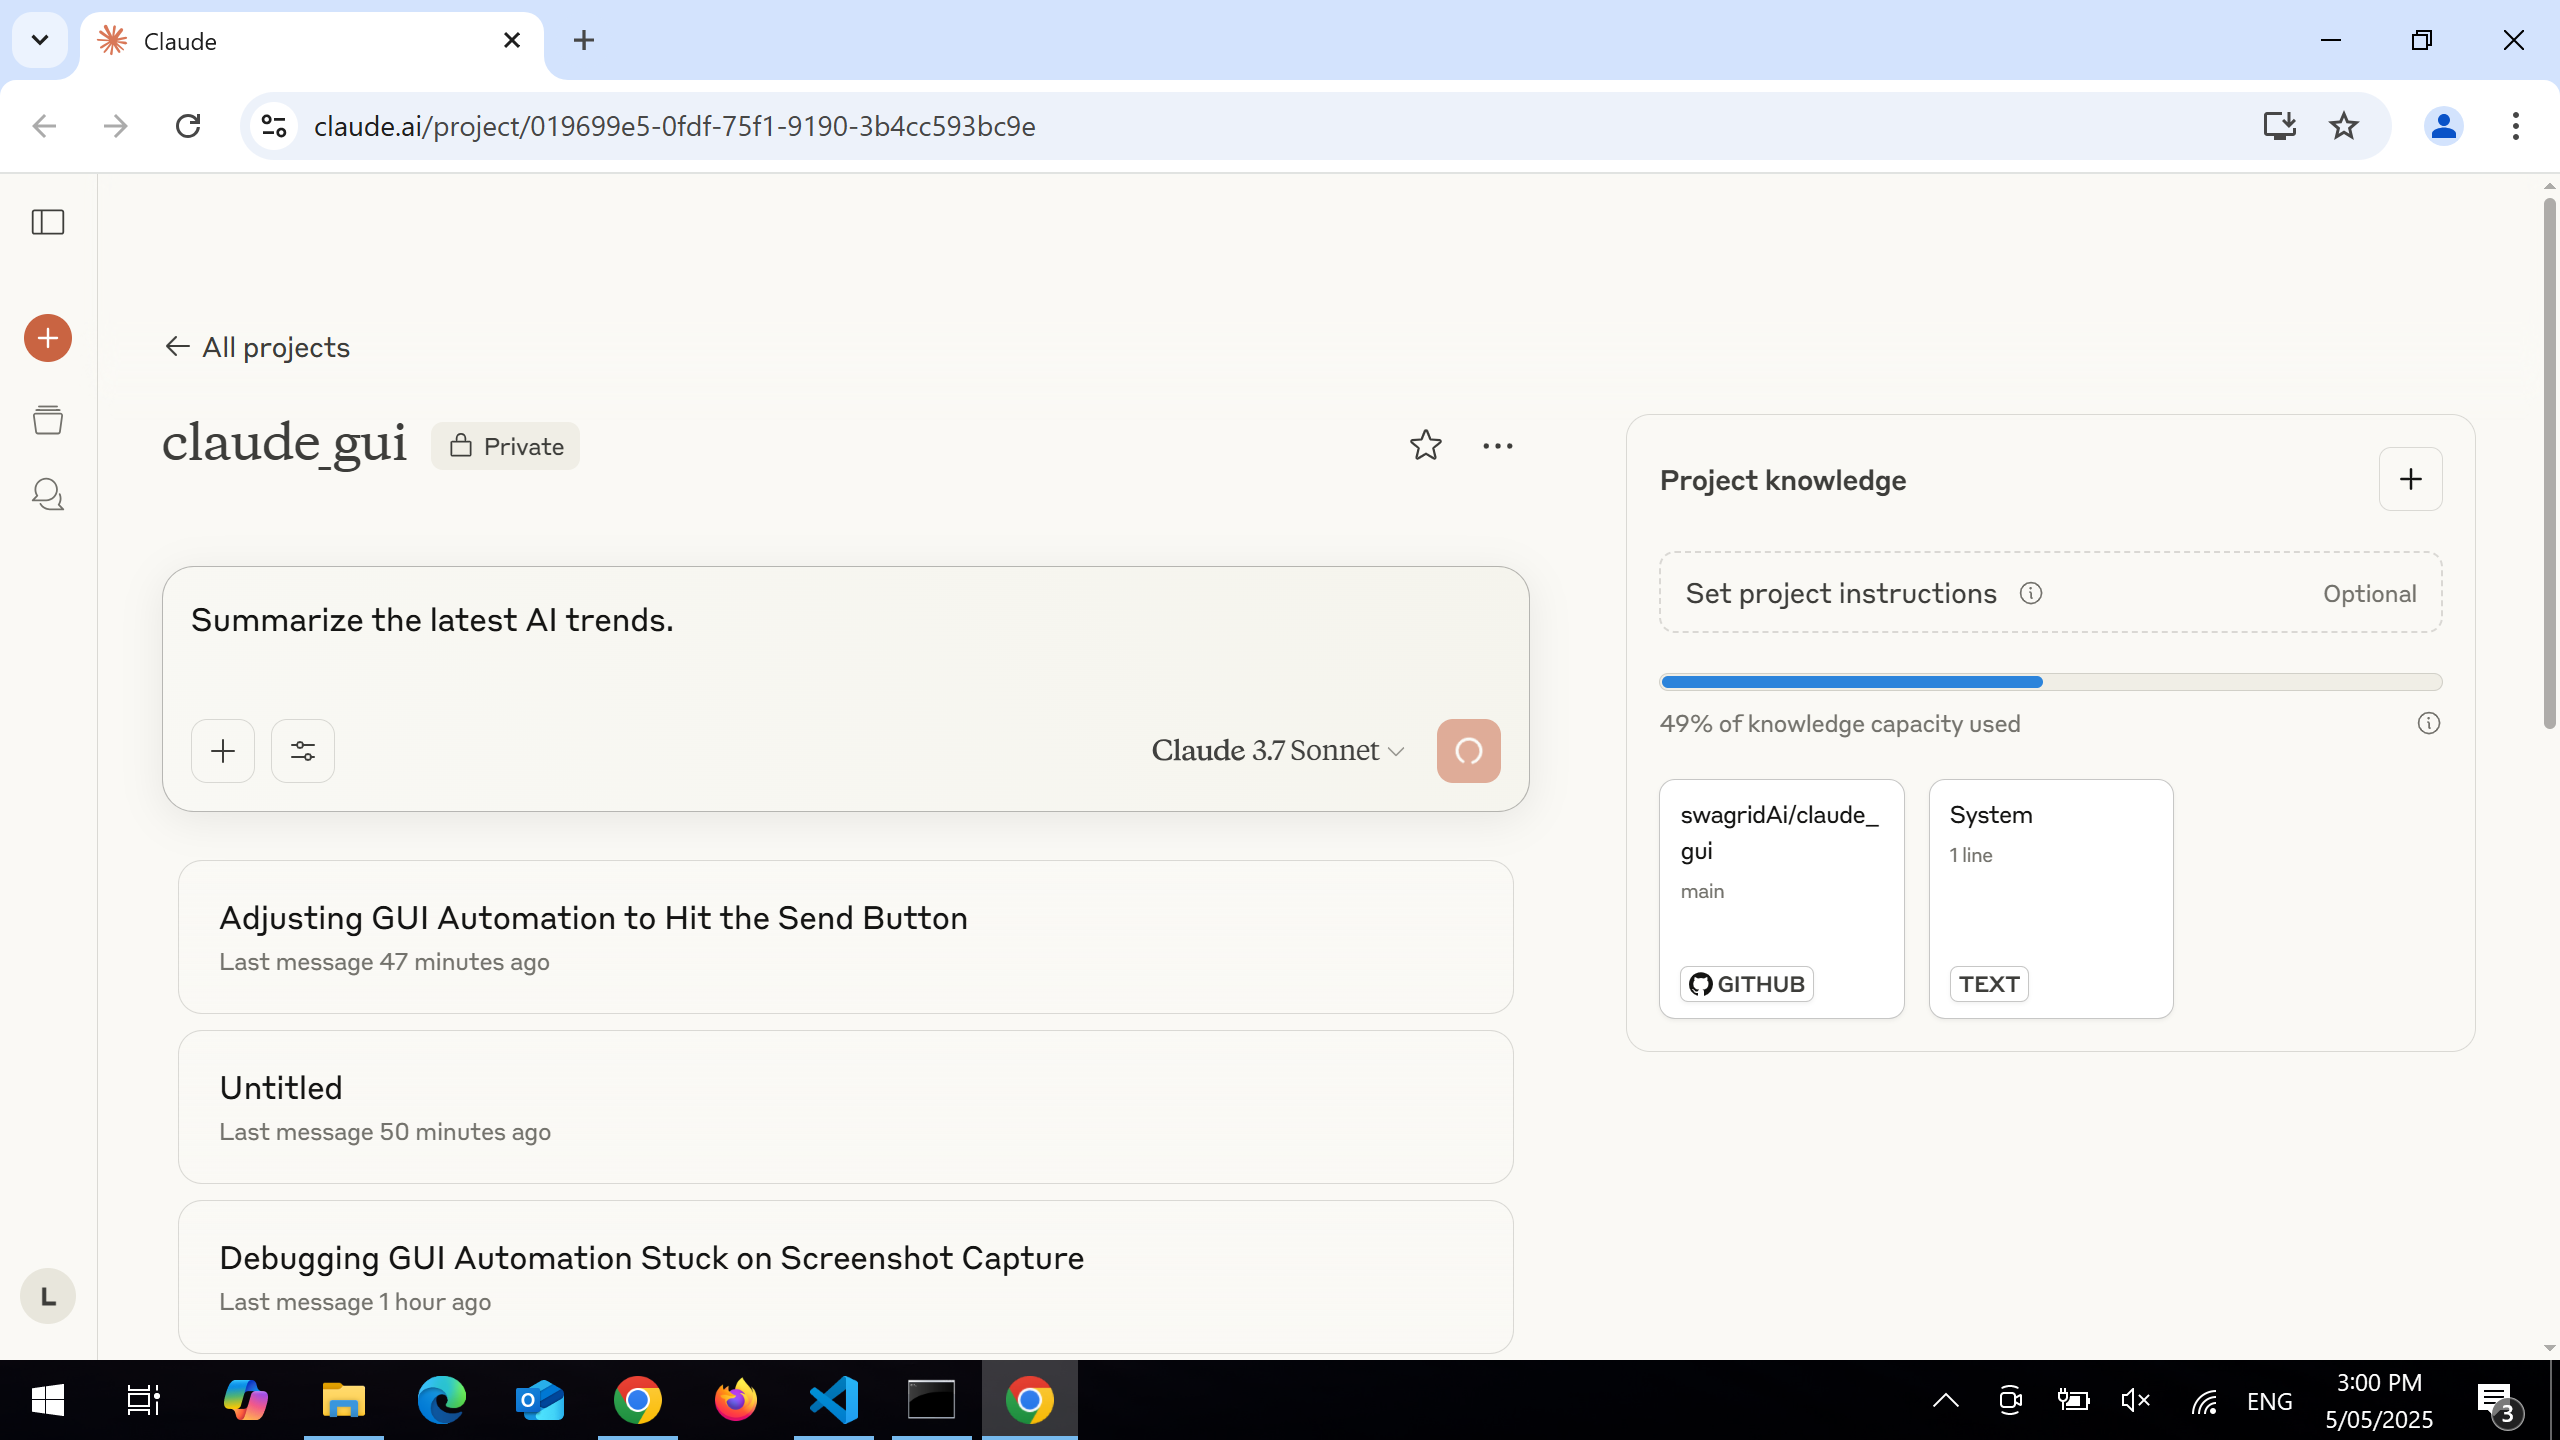 Claude
claude.ai/project/019699e5-0fdf-75f1-9190-3b4cc593bc9e
All projects
claude_gui
Private
Summarize the latest AI trends.
Claude 3.7 Sonnet
Adjusting GUI Automation to Hit the Send Button
Last message 47 minutes ago
Untitled
Last message 50 minutes ago
Debugging GUI Automation Stuck on Screenshot Capture
Last message 1 hour ago
Project knowledge
Set project instructions
Optional
49% of knowledge capacity used
swagridAi/claude_
gui
main
GITHUB
System
1 line
TEXT
L
ENG
3:00 PM
5/05/2025
3